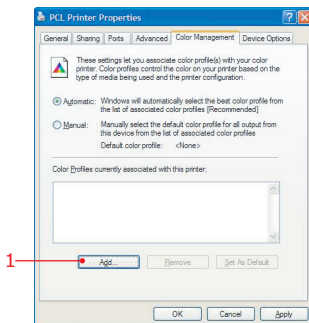 PCL Printer Properties
General Sharing Ports Advanced Color Management Device Options
These settings let you associate color profile(s) with your color
printer. Color profiles control the color on your printer based on the
type of media being used and the printer configuration.
Automatic: Windows will automatically select the best color profile from
the list of associated color profiles [Recommended]
Manual: Manually select the default color profile for all output from
this device from the list of associated color profiles
Default color profile: <None>
Color Profiles currently associated with this printer:
1
Add... Remove Set As Default
OK Cancel Apply